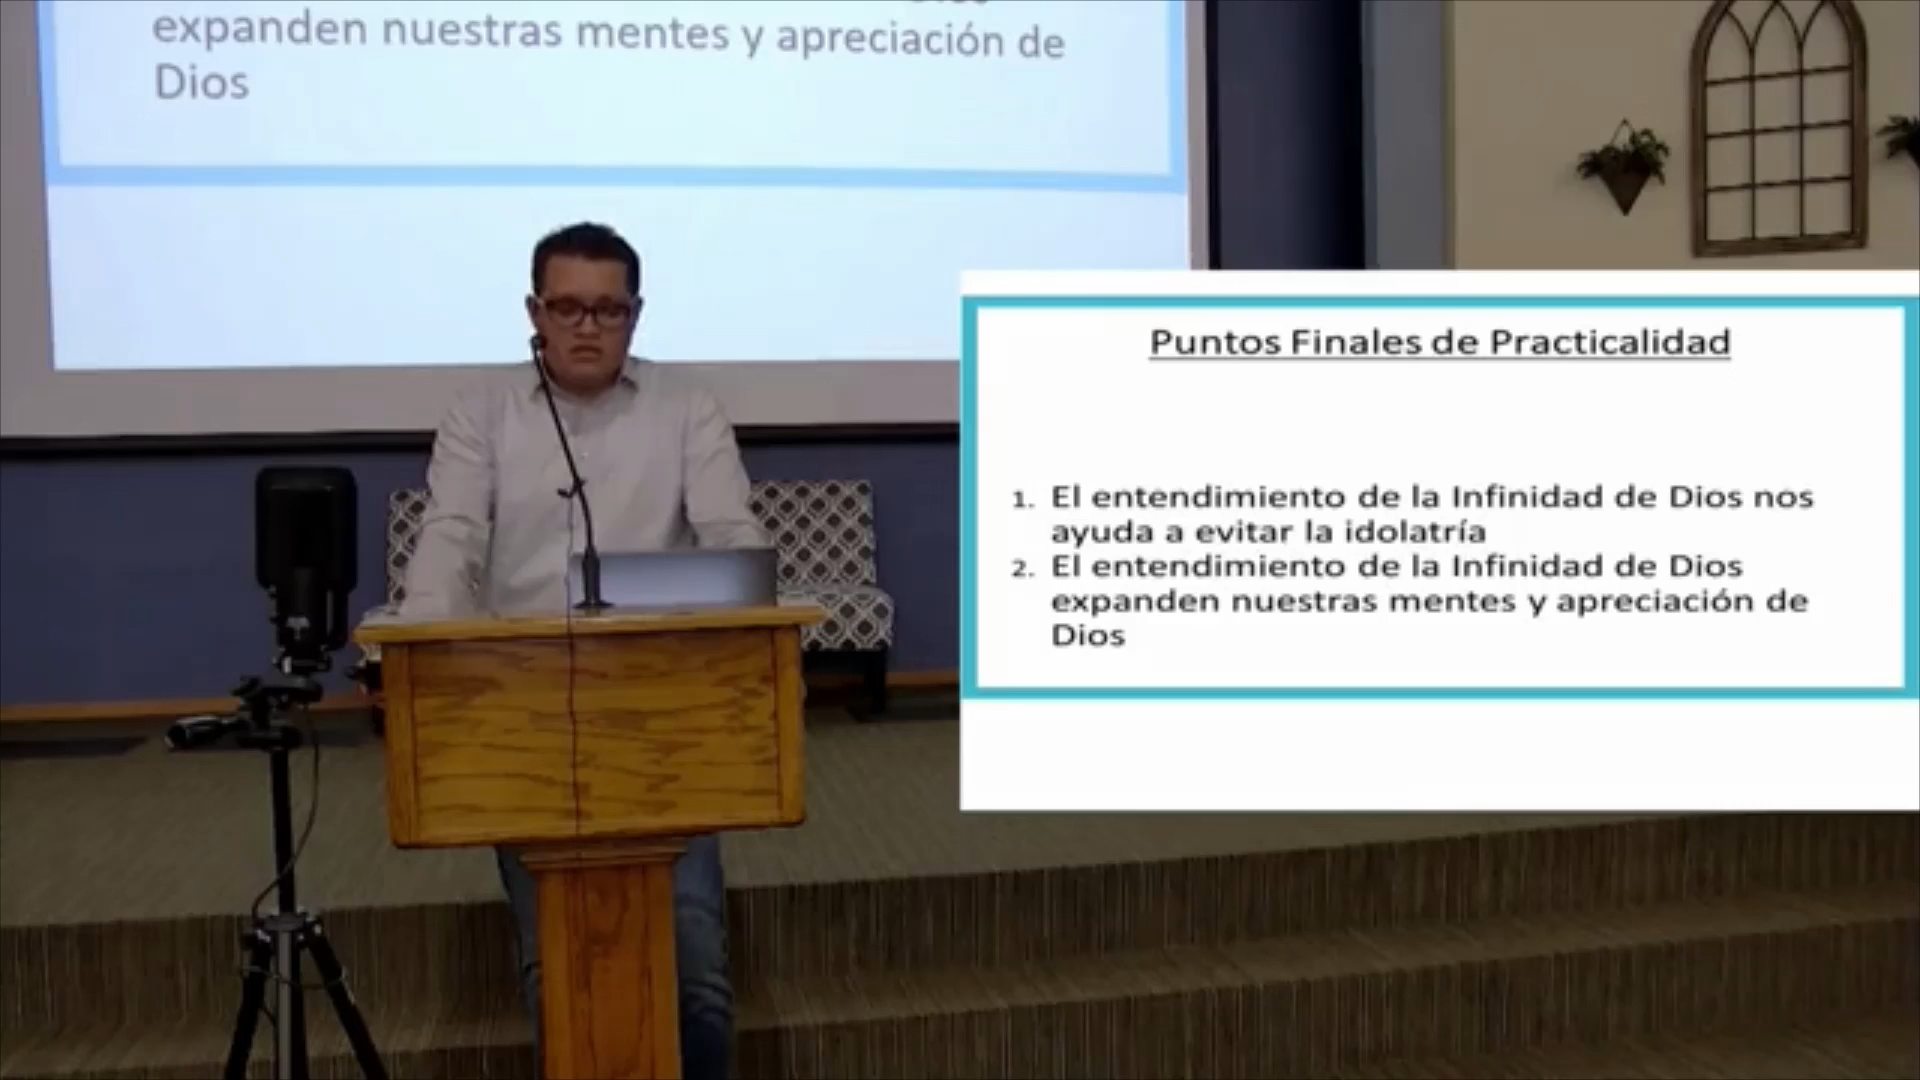 expanden nuestras mentes y apreciación de
Dios
Puntos Finales de Practicalidad
1. El entendimiento de la Infinidad de Dios nos
ayuda a evitar la idolatría
2. El entendimiento de la Infinidad de Dios
expanden nuestras mentes y apreciación de
Dios